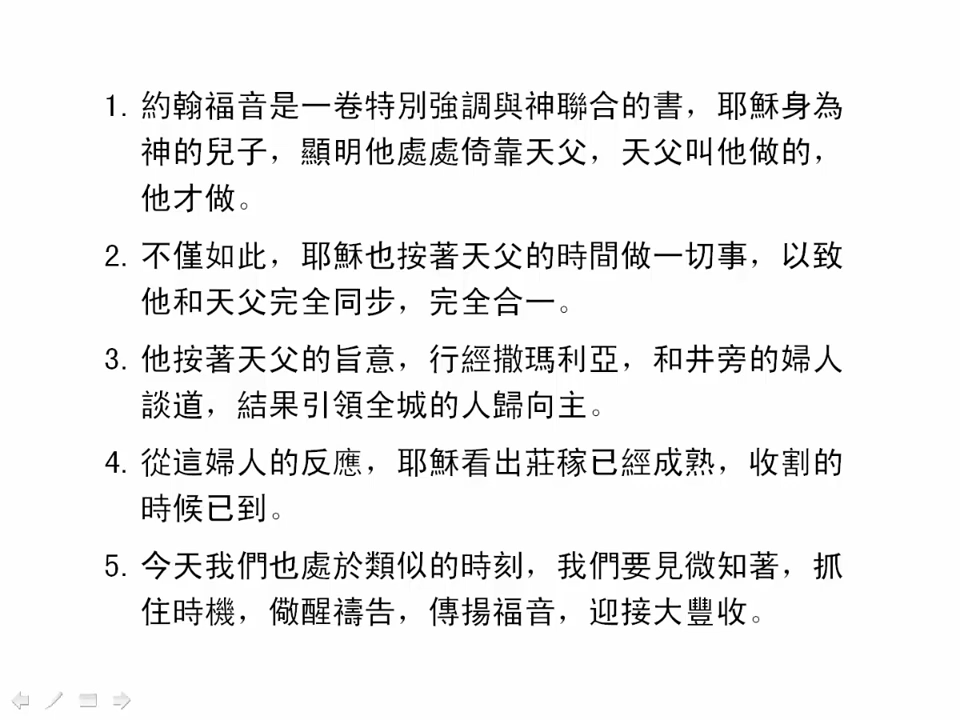 1. 約翰福音是一卷特別強調與神聯合的書，耶穌身為
神的兒子，顯明他處處倚靠天父，天父叫他做的，
他才做。
2. 不僅如此，耶穌也按著天父的時間做一切事，以致
他和天父完全同步，完全合一。
3. 他按著天父的旨意，行經撒瑪利亞，和井旁的婦人
談道，結果引領全城的人歸向主。
4. 從這婦人的反應，耶穌看出莊稼已經成熟，收割的
時候已到。
5. 今天我們也處於類似的時刻，我們要見微知著，抓
住時機，儆醒禱告，傳揚福音，迎接大豐收。